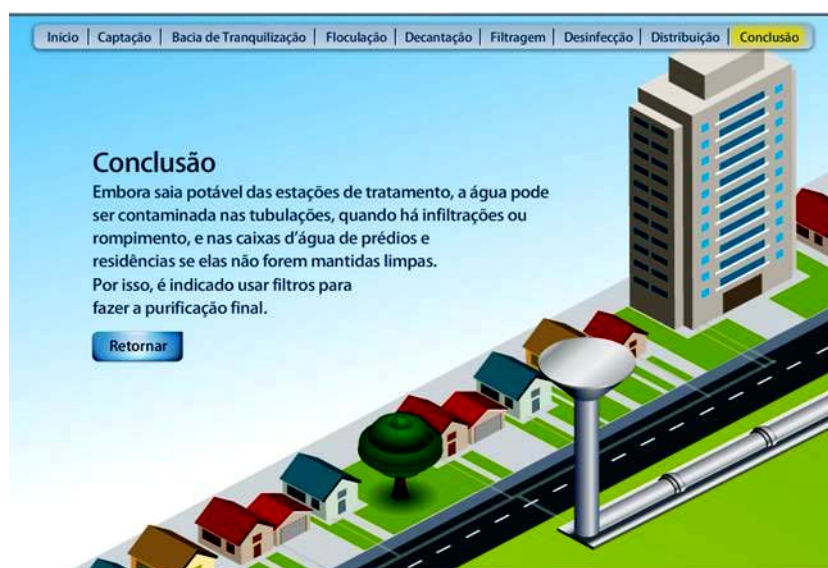 Início | Captação | Bacia de Tranquilização | Floculação | Decantação | Filtragem | Desinfecção | Distribuição | Conclusão
Conclusão
Embora saia potável das estações de tratamento, a água pode
ser contaminada nas tubulações, quando há infiltrações ou
rompimento, e nas caixas d'água de prédios e
residências se elas não forem mantidas limpas.
Por isso, é indicado usar filtros para
fazer a purificação final.
Retornar